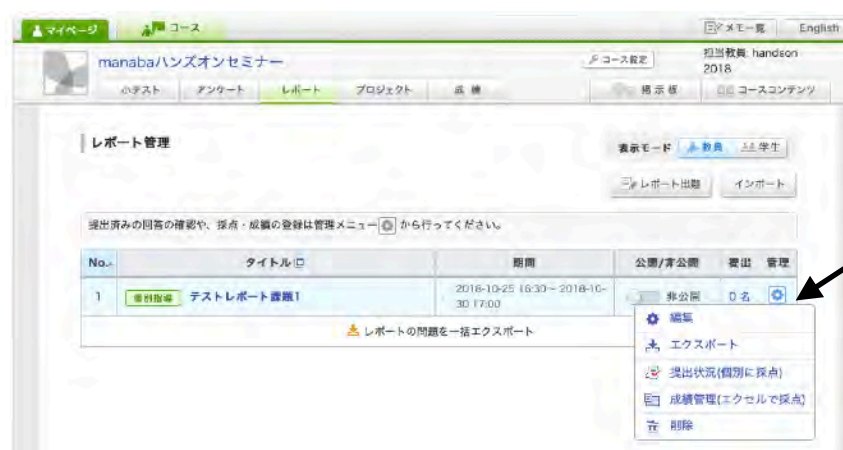 マイページ コース メモ一覧 English
manabaハンズオンセミナー コース設定 担当教員: handson 2018
小テスト アンケート レポート プロジェクト 成績 掲示板 コースコンテンツ
レポート管理 表示モード 教員 学生
レポート出題 インポート
提出済みの回答の確認や、採点・成績の登録は管理メニュー から行ってください。
No. タイトル 期間 公開/非公開 提出 管理
1 個別指導 テストレポート課題1 2018-10-25 16:30 ~ 2018-10-30 17:00 非公開 0 名
レポートの問題を一括エクスポート
編集
エクスポート
提出状況(個別に採点)
成績管理(エクセルで採点)
削除